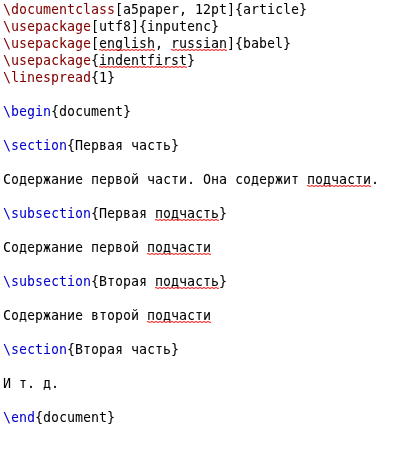 \documentclass[a5paper, 12pt]{article}
\usepackage[utf8]{inputenc}
\usepackage[english, russian]{babel}
\usepackage{indentfirst}
\linespread{1}
\begin{document}
\section{Первая часть}
Содержание первой части. Она содержит подчасти.
\subsection{Первая подчасть}
Содержание первой подчасти
\subsection{Вторая подчасть}
Содержание второй подчасти
\section{Вторая часть}
И т. д.
\end{document}